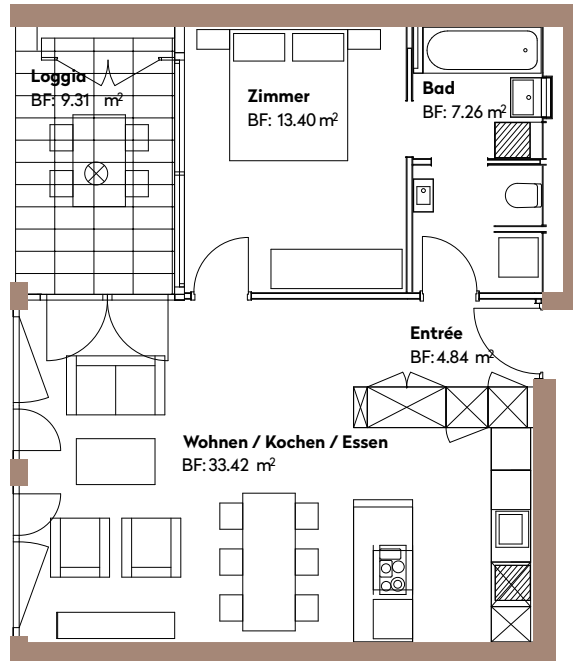 Loggia
BF: 9.31 m²
Zimmer
BF: 13.40 m²
Bad
BF: 7.26 m²
Entrée
BF: 4.84 m²
Wohnen / Kochen / Essen
BF: 33.42 m²